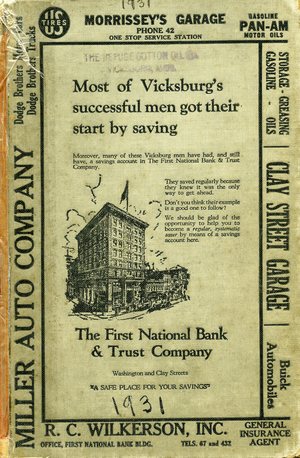 1931
US
TIRES
MORRISSEY'S GARAGE
PHONE 42
ONE STOP SERVICE STATION
GASOLINE
PAN-AM
MOTOR OILS
Most of Vicksburg's
successful men got their
start by saving
Moreover, many of these Vicksburg men have had, and still
have, a savings account in The First National Bank & Trust
Company.
They saved regularly because
they knew it was the only
way to get ahead.
Don't you think their example
is a good one to follow?
We should be glad of the
opportunity to help you to
become a regular, systematic
saver by means of a savings
account here.
The First National Bank
& Trust Company
Washington and Clay Streets
"A SAFE PLACE FOR YOUR SAVINGS"
1931
MILLER AUTO COMPANY
Dodge Brothers Motor Cars
Dodge Brothers Trucks
STORAGE - GREASING
GASOLINE - OILS
CLAY STREET GARAGE
Buick
Automobiles
R. C. WILKERSON, INC.
OFFICE, FIRST NATIONAL BANK BLDG.
TELS. 67 and 432
GENERAL
INSURANCE
AGENT